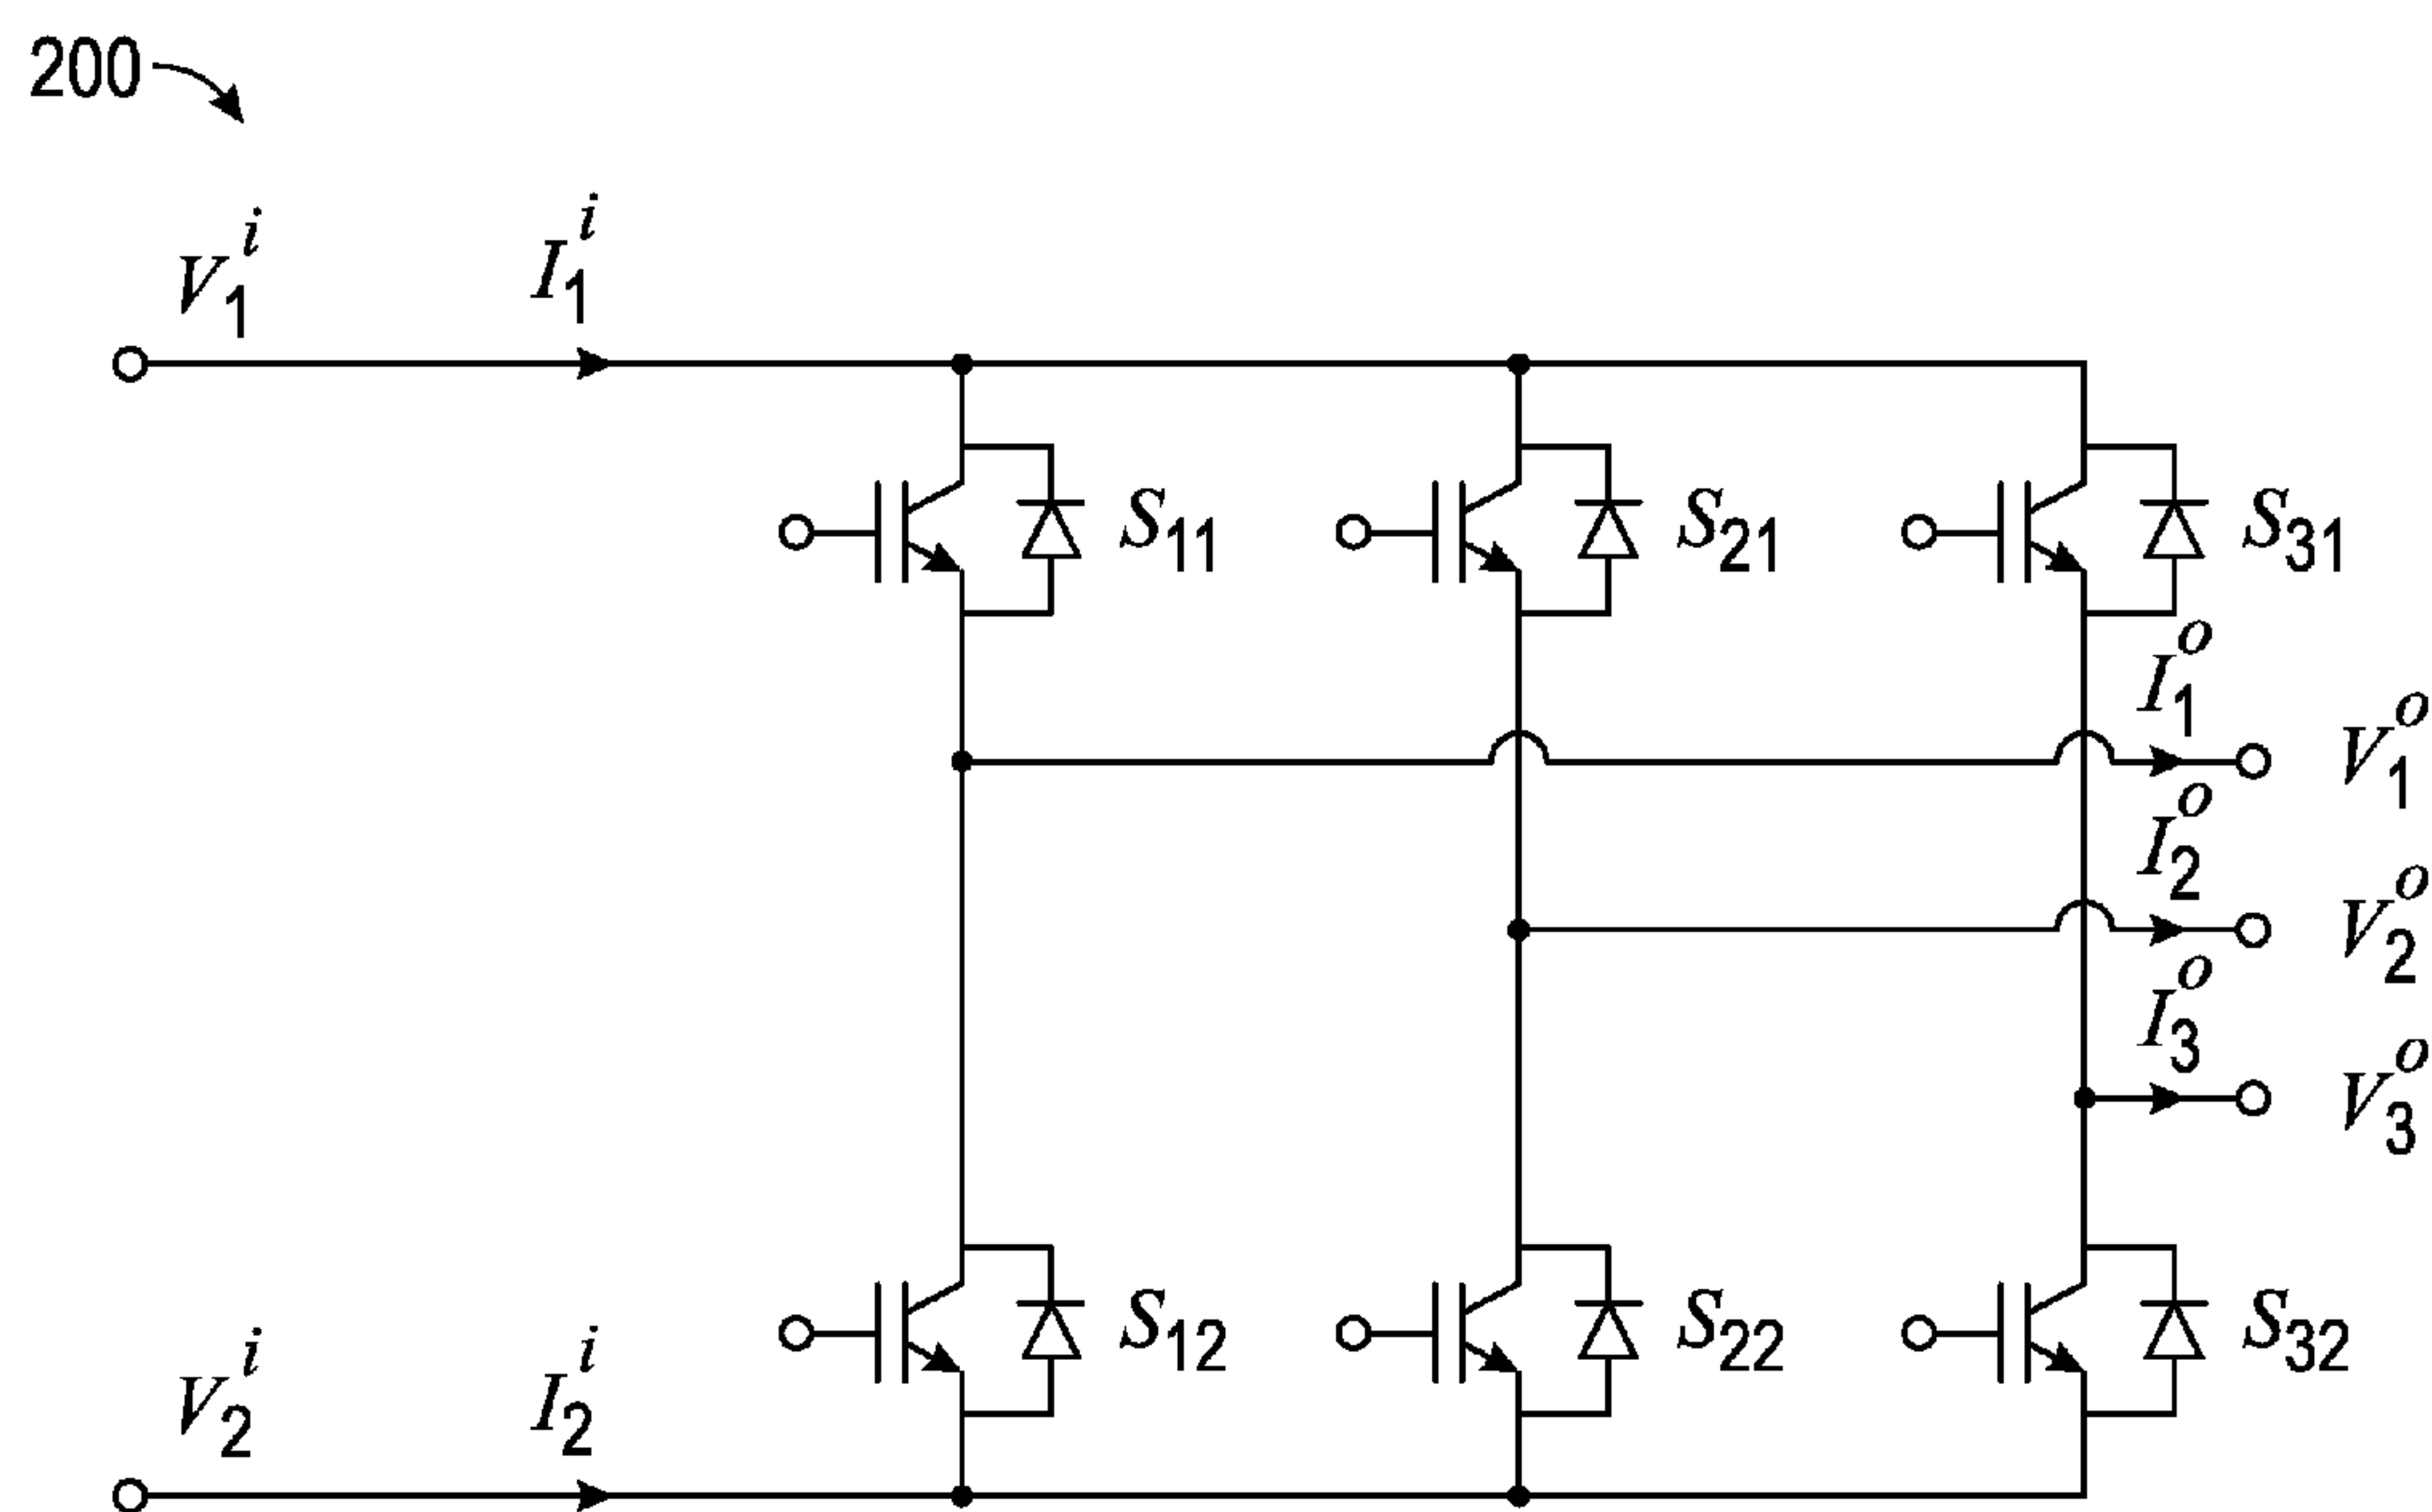 200
V₁ⁱ I₁ⁱ
S₁₁ S₂₁ S₃₁
I₁ᵒ
V₁ᵒ
I₂ᵒ
V₂ᵒ
I₃ᵒ
V₃ᵒ
S₁₂ S₂₂ S₃₂
V₂ⁱ I₂ⁱ